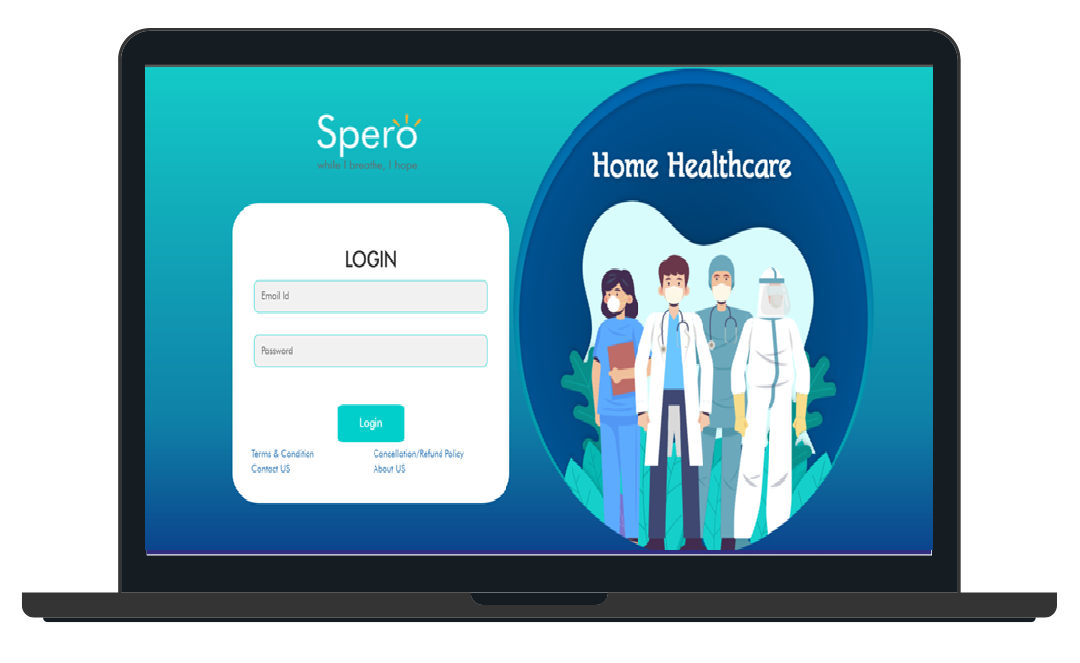 Spero
while I breathe, I hope
Home Healthcare
LOGIN
Email Id
Password
Login
Terms & Condition
Cancellation/Refund Policy
Contact US
About US